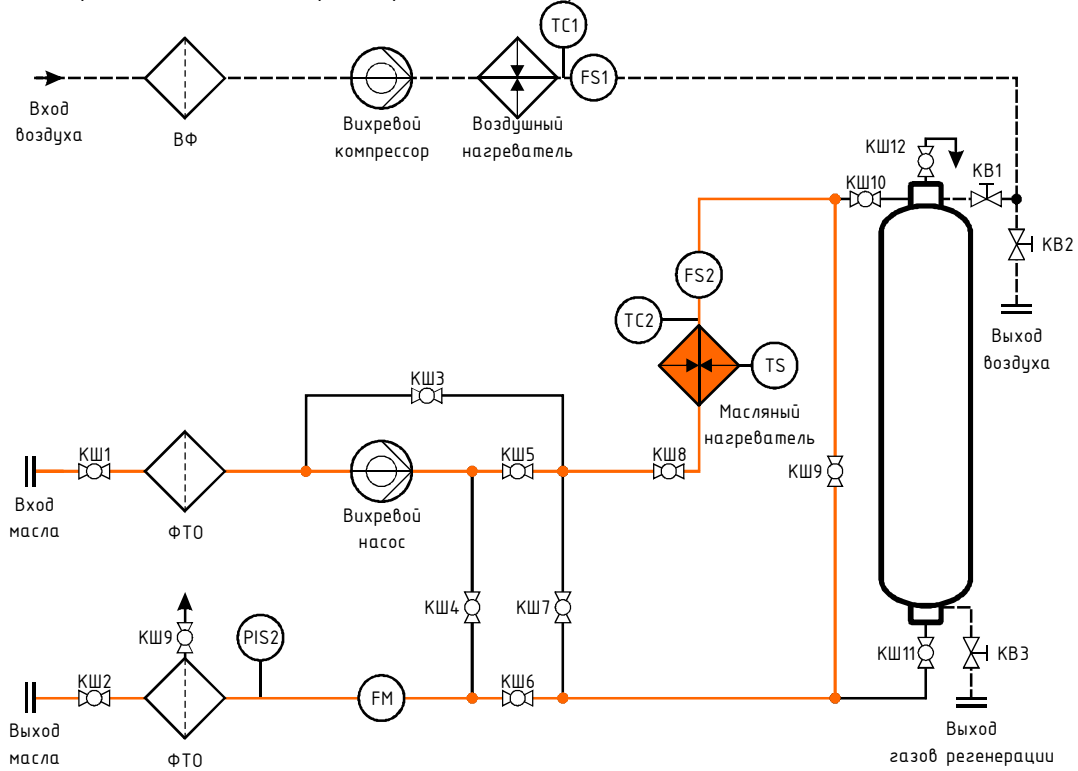 TC1
FS1
Вход
воздуха
ВФ
Вихревой
компрессор
Воздушный
нагреватель
КШ12
КШ10
КВ1
КВ2
FS2
TC2
TS
Выход
воздуха
КШ3
Масляный
нагреватель
КШ1
КШ5
КШ8
КШ9
Вход
масла
ФТО
Вихревой
насос
КШ4
КШ7
КШ9
PIS2
КШ11
КВ3
КШ2
FM
КШ6
Выход
масла
ФТО
Выход
газов регенерации